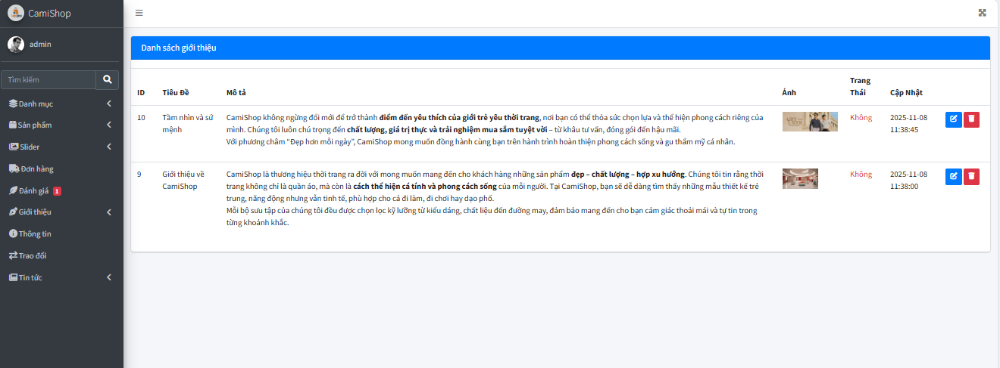 CamiShop
admin
Tìm kiếm
Danh mục
Sản phẩm
Slider
Đơn hàng
Đánh giá 1
Giới thiệu
Thông tin
Trao đổi
Tin tức
Danh sách giới thiệu
ID Tiêu Đề Mô tả Ảnh Trang Thái Cập Nhật
10
Tầm nhìn và sứ
mệnh
CamiShop không ngừng đổi mới để trở thành điểm đến yêu thích của giới trẻ yêu thời trang, nơi bạn có thể thỏa sức chọn lựa và thể hiện phong cách riêng của
mình. Chúng tôi luôn chú trọng đến chất lượng, giá trị thực và trải nghiệm mua sắm tuyệt vời – từ khâu tư vấn, đóng gói đến hậu mãi.
Với phương châm “Đẹp hơn mỗi ngày”, CamiShop mong muốn đồng hành cùng bạn trên hành trình hoàn thiện phong cách sống và gu thẩm mỹ cá nhân.
Không
2025-11-08
11:38:45
9
Giới thiệu về
CamiShop
CamiShop là thương hiệu thời trang ra đời với mong muốn mang đến cho khách hàng những sản phẩm đẹp – chất lượng – hợp xu hướng. Chúng tôi tin rằng thời
trang không chỉ là quần áo, mà còn là cách thể hiện cá tính và phong cách sống của mỗi người. Tại CamiShop, bạn sẽ dễ dàng tìm thấy những mẫu thiết kế trẻ
trung, năng động nhưng vẫn tinh tế, phù hợp cho cả đi làm, đi chơi hay dạo phố.
Mỗi bộ sưu tập của chúng tôi đều được chọn lọc kỹ lưỡng từ kiểu dáng, chất liệu đến đường may, đảm bảo mang đến cho bạn cảm giác thoải mái và tự tin trong
từng khoảnh khắc.
Không
2025-11-08
11:38:00